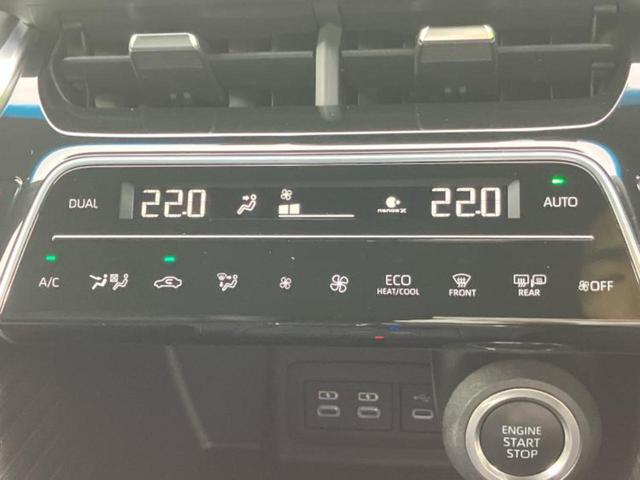 DUAL 22.0 nanoe X 22.0 AUTO
A/C ECO HEAT/COOL FRONT REAR OFF
ENGINE
START
STOP